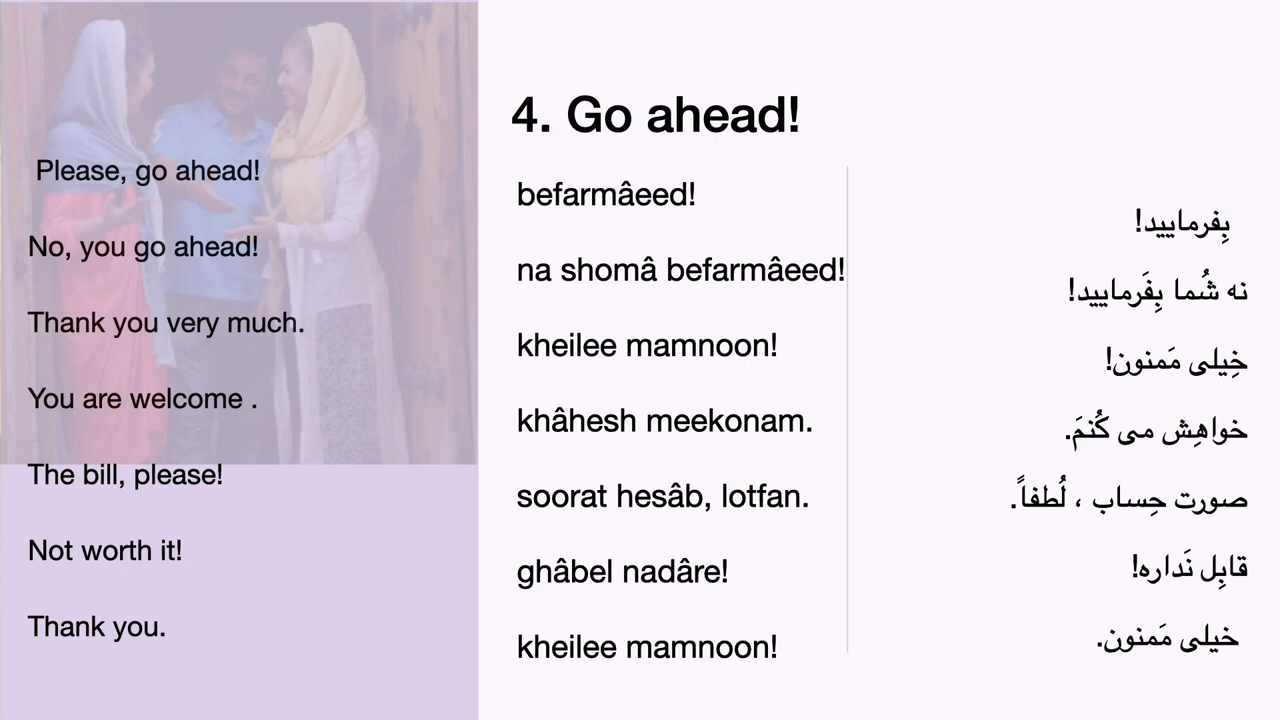 4. Go ahead!
Please, go ahead!
No, you go ahead!
Thank you very much.
You are welcome .
The bill, please!
Not worth it!
Thank you.
befarmâeed!
na shomâ befarmâeed!
kheilee mamnoon!
khâhesh meekonam.
soorat hesâb, lotfan.
ghâbel nadâre!
kheilee mamnoon!
بِفرمایید!
نه شُما بِفَرمایید!
خِیلی مَمنون!
خواهِش می کُنمَ.
صورت حِساب ، لُطفاً.
قابِل نَداره!
خیلی مَمنون.